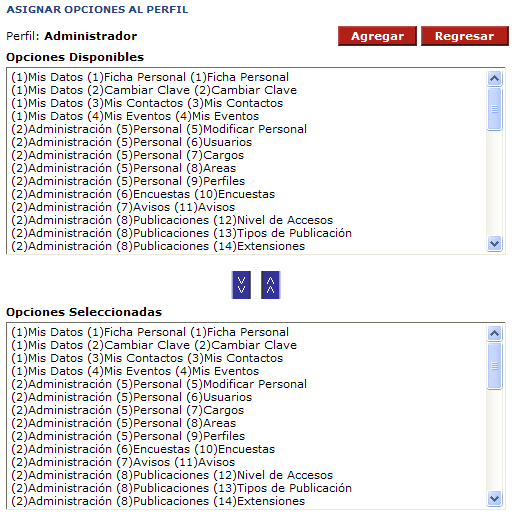 ASIGNAR OPCIONES AL PERFIL
Perfil: Administrador
Agregar
Regresar
Opciones Disponibles
(1)Mis Datos (1)Ficha Personal (1)Ficha Personal
(1)Mis Datos (2)Cambiar Clave (2)Cambiar Clave
(1)Mis Datos (3)Mis Contactos (3)Mis Contactos
(1)Mis Datos (4)Mis Eventos (4)Mis Eventos
(2)Administración (5)Personal (5)Modificar Personal
(2)Administración (5)Personal (6)Usuarios
(2)Administración (5)Personal (7)Cargos
(2)Administración (5)Personal (8)Areas
(2)Administración (5)Personal (9)Perfiles
(2)Administración (6)Encuestas (10)Encuestas
(2)Administración (7)Avisos (11)Avisos
(2)Administración (8)Publicaciones (12)Nivel de Accesos
(2)Administración (8)Publicaciones (13)Tipos de Publicación
(2)Administración (8)Publicaciones (14)Extensiones
Opciones Seleccionadas
(1)Mis Datos (1)Ficha Personal (1)Ficha Personal
(1)Mis Datos (2)Cambiar Clave (2)Cambiar Clave
(1)Mis Datos (3)Mis Contactos (3)Mis Contactos
(1)Mis Datos (4)Mis Eventos (4)Mis Eventos
(2)Administración (5)Personal (5)Modificar Personal
(2)Administración (5)Personal (6)Usuarios
(2)Administración (5)Personal (7)Cargos
(2)Administración (5)Personal (8)Areas
(2)Administración (5)Personal (9)Perfiles
(2)Administración (6)Encuestas (10)Encuestas
(2)Administración (7)Avisos (11)Avisos
(2)Administración (8)Publicaciones (12)Nivel de Accesos
(2)Administración (8)Publicaciones (13)Tipos de Publicación
(2)Administración (8)Publicaciones (14)Extensiones